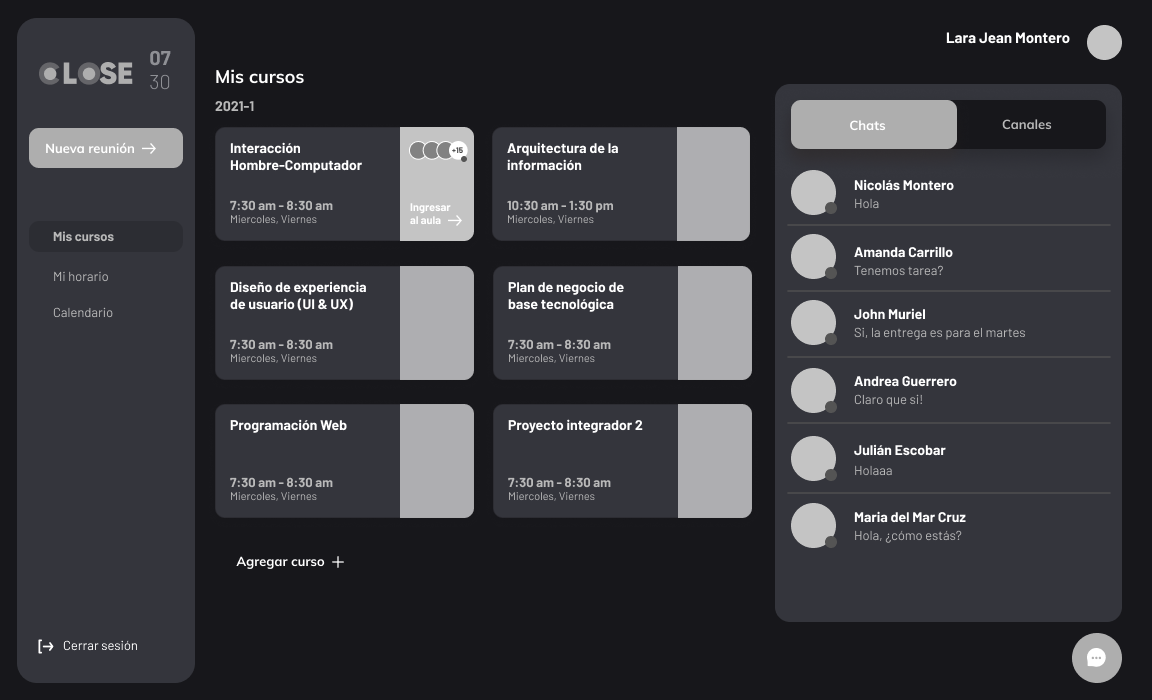 CLOSE
07
30
Nueva reunión
Mis cursos
Mi horario
Calendario
Cerrar sesión
Mis cursos
2021-1
Interacción
Hombre-Computador
7:30 am - 8:30 am
Miercoles, Viernes
+15
Ingresar
al aula
Arquitectura de la
información
10:30 am - 1:30 pm
Miercoles, Viernes
Diseño de experiencia
de usuario (UI & UX)
7:30 am - 8:30 am
Miercoles, Viernes
Plan de negocio de
base tecnológica
7:30 am - 8:30 am
Miercoles, Viernes
Programación Web
7:30 am - 8:30 am
Miercoles, Viernes
Proyecto integrador 2
7:30 am - 8:30 am
Miercoles, Viernes
Agregar curso
Lara Jean Montero
Chats
Canales
Nicolás Montero
Hola
Amanda Carrillo
Tenemos tarea?
John Muriel
Si, la entrega es para el martes
Andrea Guerrero
Claro que si!
Julián Escobar
Holaaa
Maria del Mar Cruz
Hola, ¿cómo estás?